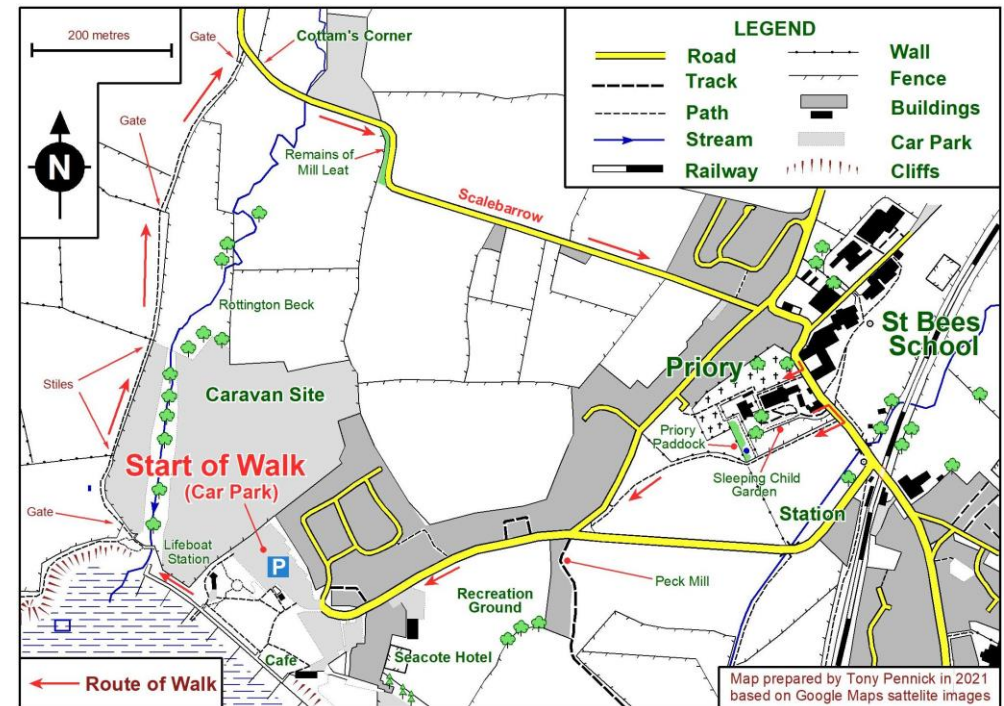 200 metres
N
Gate
Cottam's Corner
LEGEND
Road
Track
Path
Stream
Railway
Wall
Fence
Buildings
Car Park
Cliffs
Gate
Remains of
Mill Leat
Scalebarrow
Rottington Beck
St Bees
School
Priory
Stiles
Caravan Site
Priory
Paddock
Sleeping Child
Garden
Start of Walk
(Car Park)
Station
Gate
Lifeboat
Station
P
Peck Mill
Recreation
Ground
Café
Seacote Hotel
Route of Walk
Map prepared by Tony Pennick in 2021
based on Google Maps sattelite images